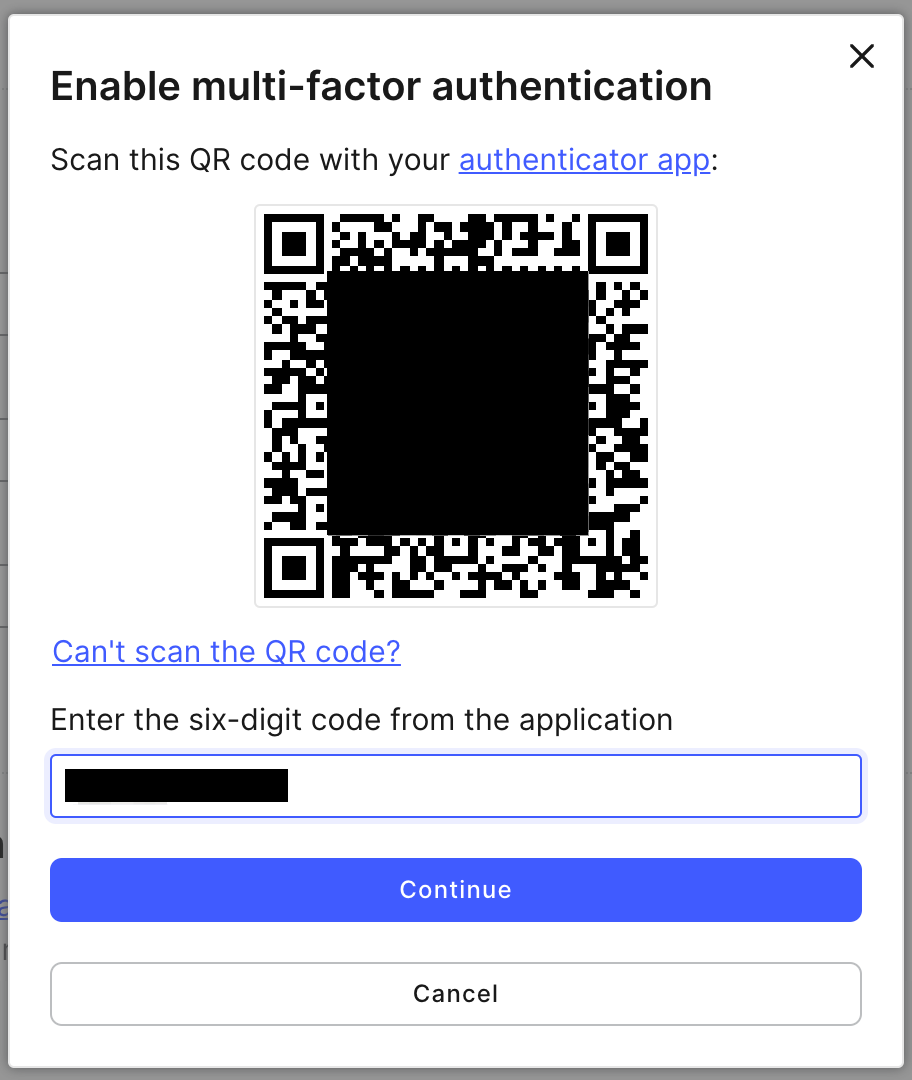 Enable multi-factor authentication
Scan this QR code with your authenticator app:
Can't scan the QR code?
Enter the six-digit code from the application
Continue
Cancel